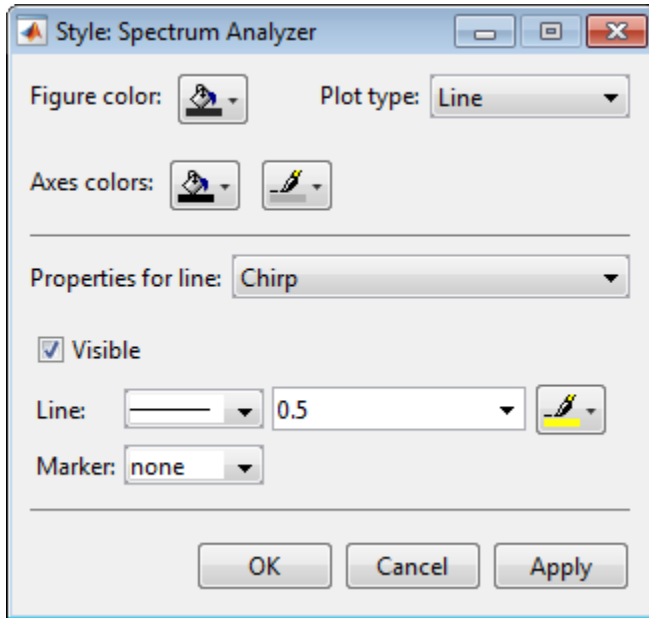 Style: Spectrum Analyzer
Figure color: Plot type: Line
Axes colors:
Properties for line: Chirp
Visible
Line: 0.5
Marker: none
OK Cancel Apply